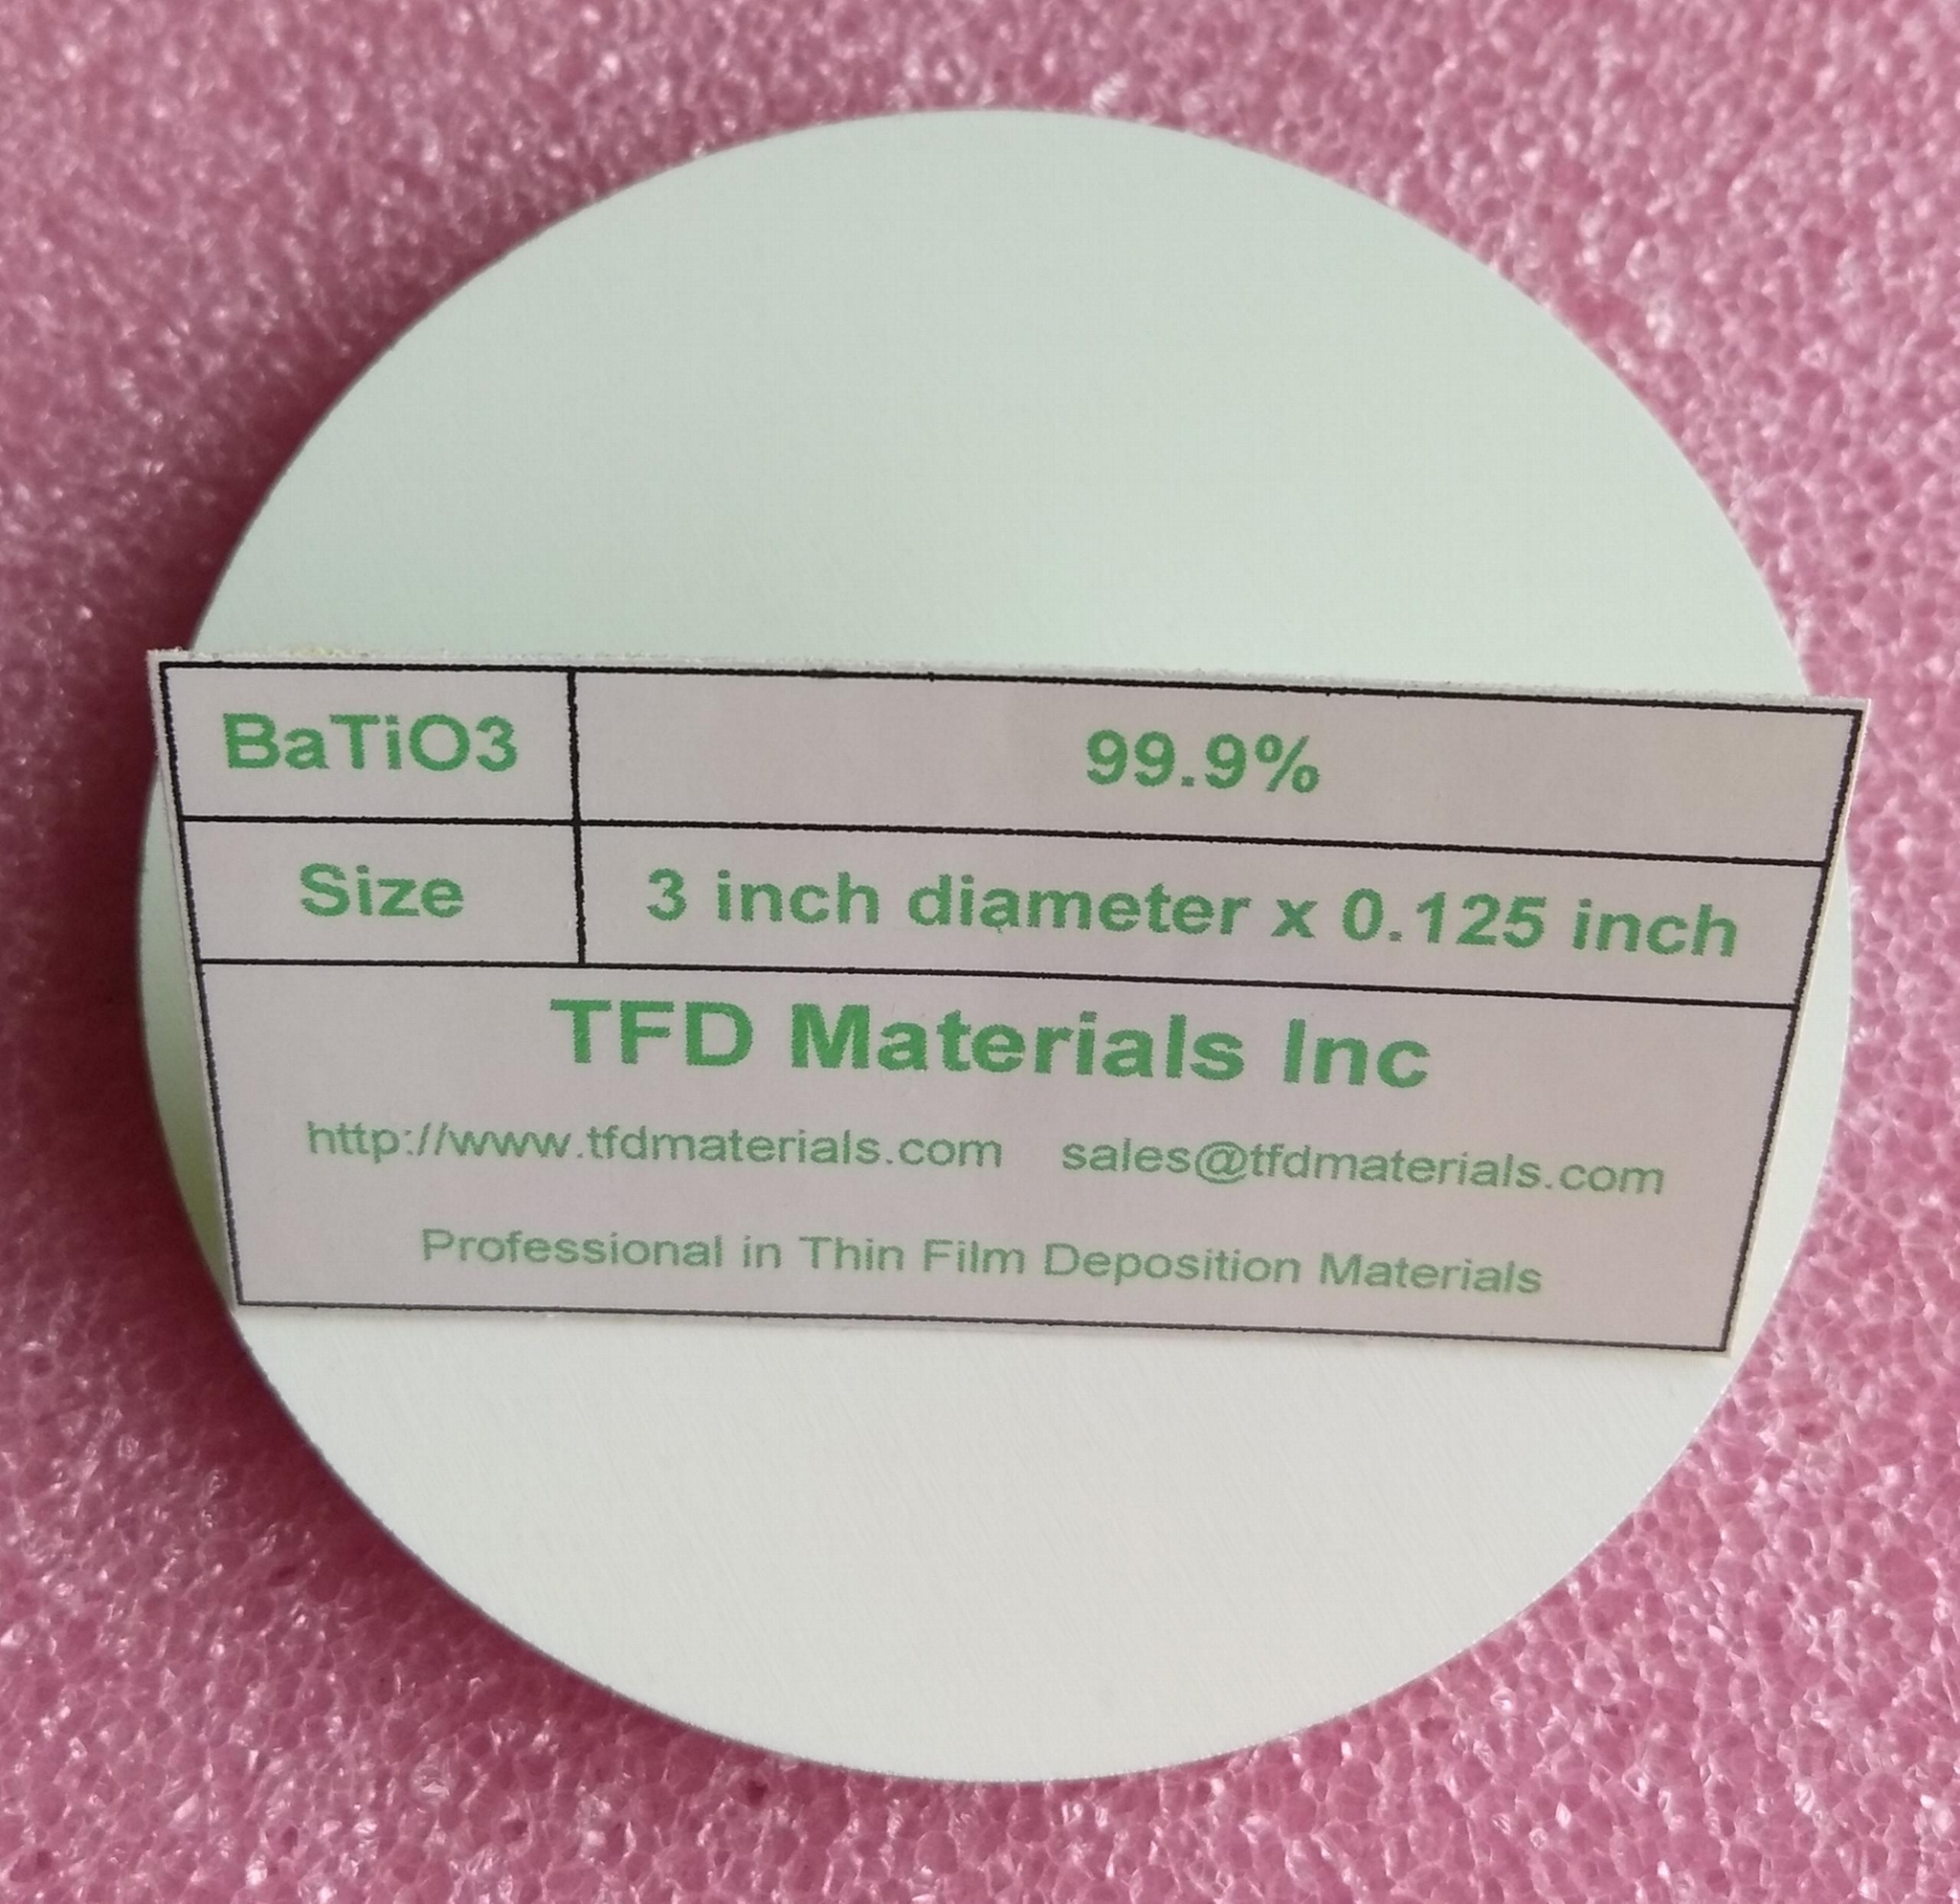 BaTiO3 99.9%
Size 3 inch diameter x 0.125 inch
TFD Materials Inc
http://www.tfdmaterials.com sales@tfdmaterials.com
Professional in Thin Film Deposition Materials